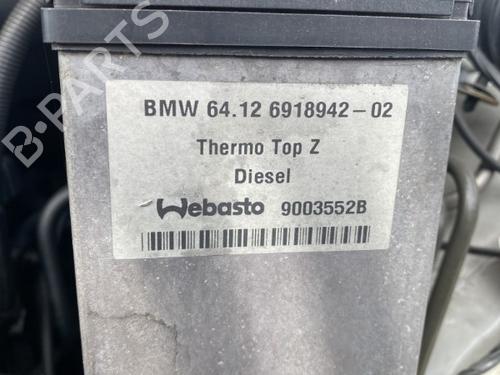 B-PARTS
BMW 64.12 6918942-02
Thermo Top Z
Diesel
Webasto 9003552B